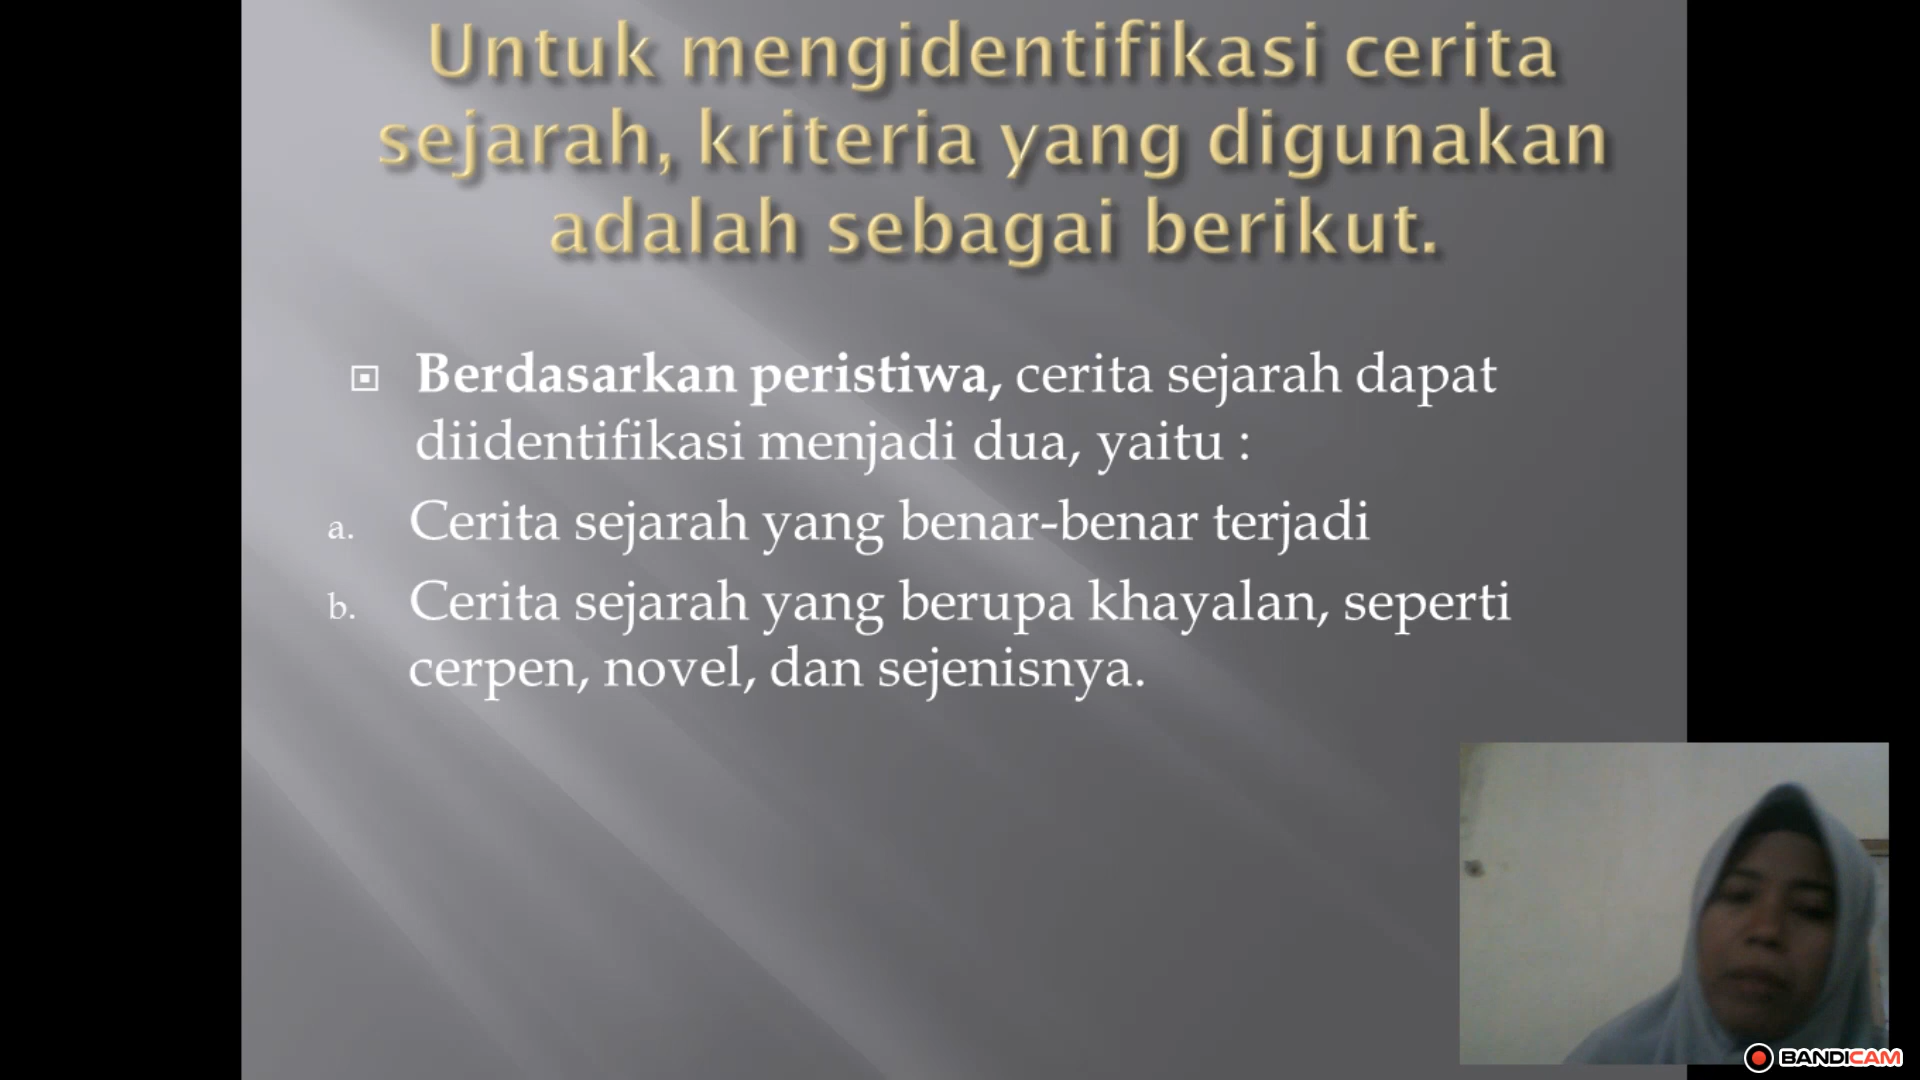 Untuk mengidentifikasi cerita
sejarah, kriteria yang digunakan
adalah sebagai berikut.
Berdasarkan peristiwa, cerita sejarah dapat
diidentifikasi menjadi dua, yaitu :
a. Cerita sejarah yang benar-benar terjadi
b. Cerita sejarah yang berupa khayalan, seperti
cerpen, novel, dan sejenisnya.
BANDICAM